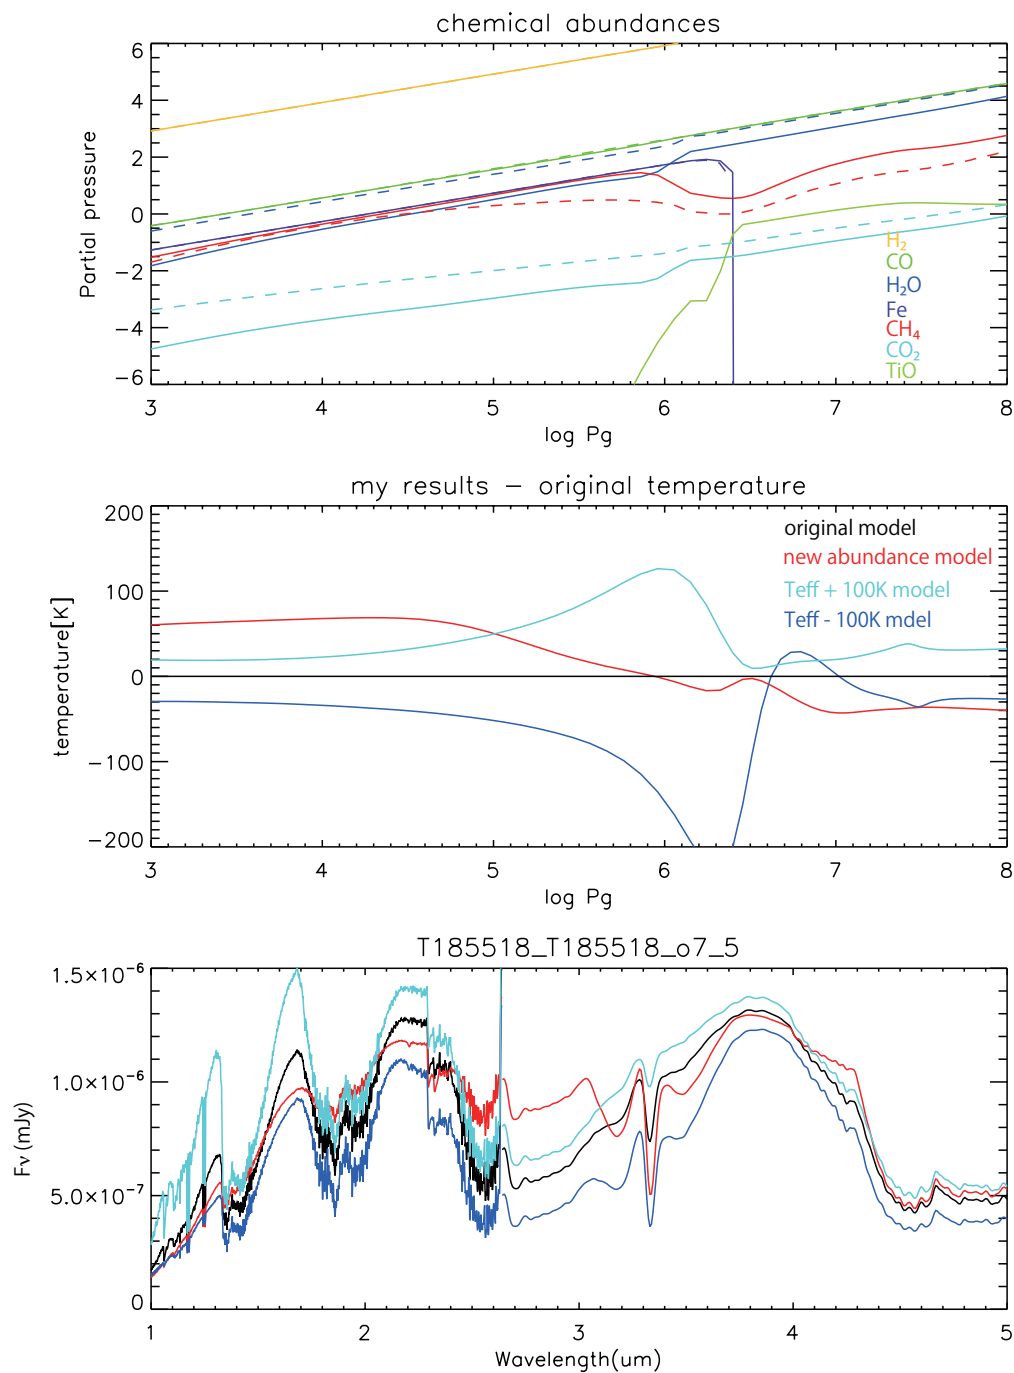 chemical abundances
6
4
2
0
−2
−4
−6
Partial pressure
H2
CO
H2O
Fe
CH4
CO2
TiO
3 4 5 6 7 8
log Pg
my results − original temperature
200
100
0
−100
−200
temperature[K]
original model
new abundance model
Teff + 100K model
Teff - 100K mdel
3 4 5 6 7 8
log Pg
T185518_T185518_o7_5
1.5×10−6
1.0×10−6
5.0×10−7
0
Fν (mJy)
1 2 3 4 5
Wavelength(um)